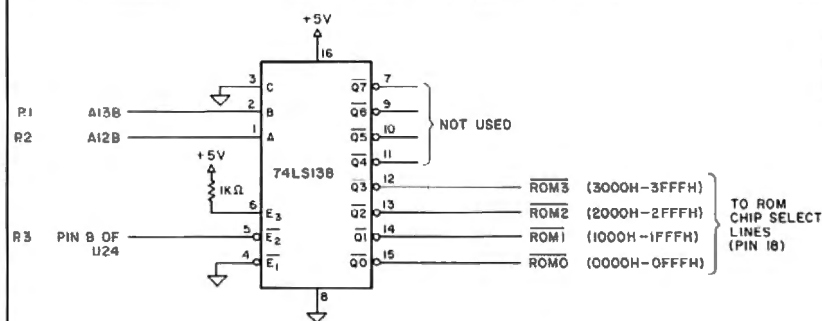 +5V
16
3 C Q7 7
R1 A13B 2 B Q6 9
R2 A12B 1 A Q5 10
NOT USED
+5V 74LS138 Q4 11
1KΩ Q3 12 ROM3 (3000H-3FFFH)
6 E3 Q2 13 ROM2 (2000H-2FFFH)
R3 PIN 8 OF U24 5 E2 Q1 14 ROM1 (1000H-1FFFH)
4 E1 Q0 15 ROM0 (0000H-0FFFH)
TO ROM
CHIP SELECT
LINES
(PIN 18)
8